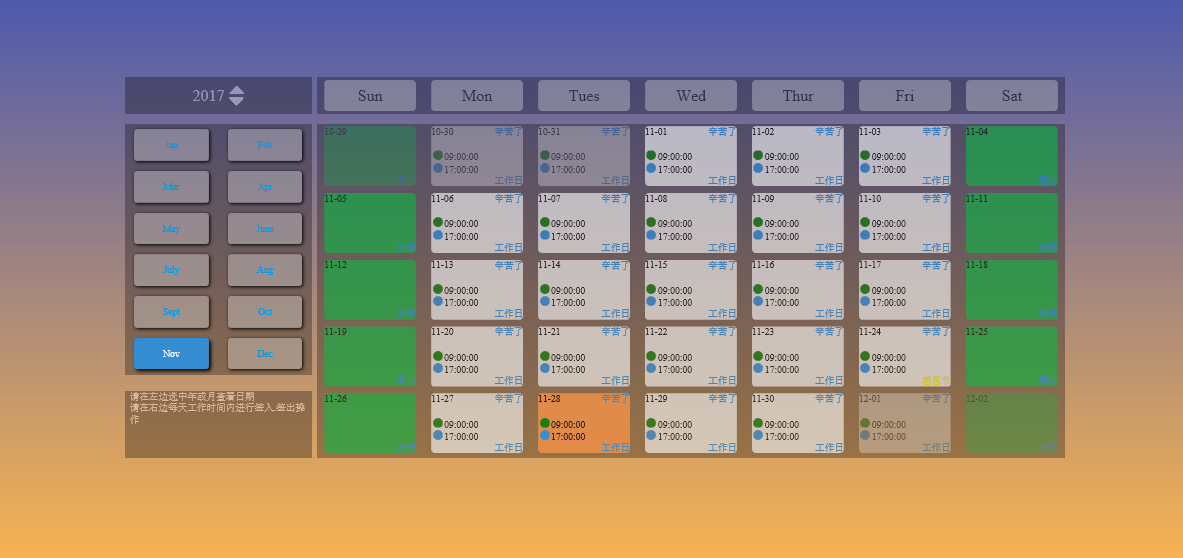 2017
Sun Mon Tues Wed Thur Fri Sat
Jan Feb
Mar Apr
May June
July Aug
Sept Oct
Nov Dec
请在左边选中年或月查看日期
请在右边每天工作时间内进行签入,签出操
作
10-29 10-30 辛苦了 10-31 辛苦了 11-01 辛苦了 11-02 辛苦了 11-03 辛苦了 11-04
09:00:00 09:00:00 09:00:00 09:00:00 09:00:00
17:00:00 17:00:00 17:00:00 17:00:00 17:00:00
工作日 工作日 工作日 工作日 工作日
11-05 11-06 辛苦了 11-07 辛苦了 11-08 辛苦了 11-09 辛苦了 11-10 辛苦了 11-11
09:00:00 09:00:00 09:00:00 09:00:00 09:00:00
17:00:00 17:00:00 17:00:00 17:00:00 17:00:00
工作日 工作日 工作日 工作日 工作日
11-12 11-13 辛苦了 11-14 辛苦了 11-15 辛苦了 11-16 辛苦了 11-17 辛苦了 11-18
09:00:00 09:00:00 09:00:00 09:00:00 09:00:00
17:00:00 17:00:00 17:00:00 17:00:00 17:00:00
工作日 工作日 工作日 工作日 工作日
11-19 11-20 辛苦了 11-21 辛苦了 11-22 辛苦了 11-23 辛苦了 11-24 辛苦了 11-25
09:00:00 09:00:00 09:00:00 09:00:00 09:00:00
17:00:00 17:00:00 17:00:00 17:00:00 17:00:00
工作日 工作日 工作日 工作日
11-26 11-27 辛苦了 11-28 辛苦了 11-29 辛苦了 11-30 辛苦了 12-01 辛苦了 12-02
09:00:00 09:00:00 09:00:00 09:00:00 09:00:00
17:00:00 17:00:00 17:00:00 17:00:00 17:00:00
工作日 工作日 工作日 工作日 工作日